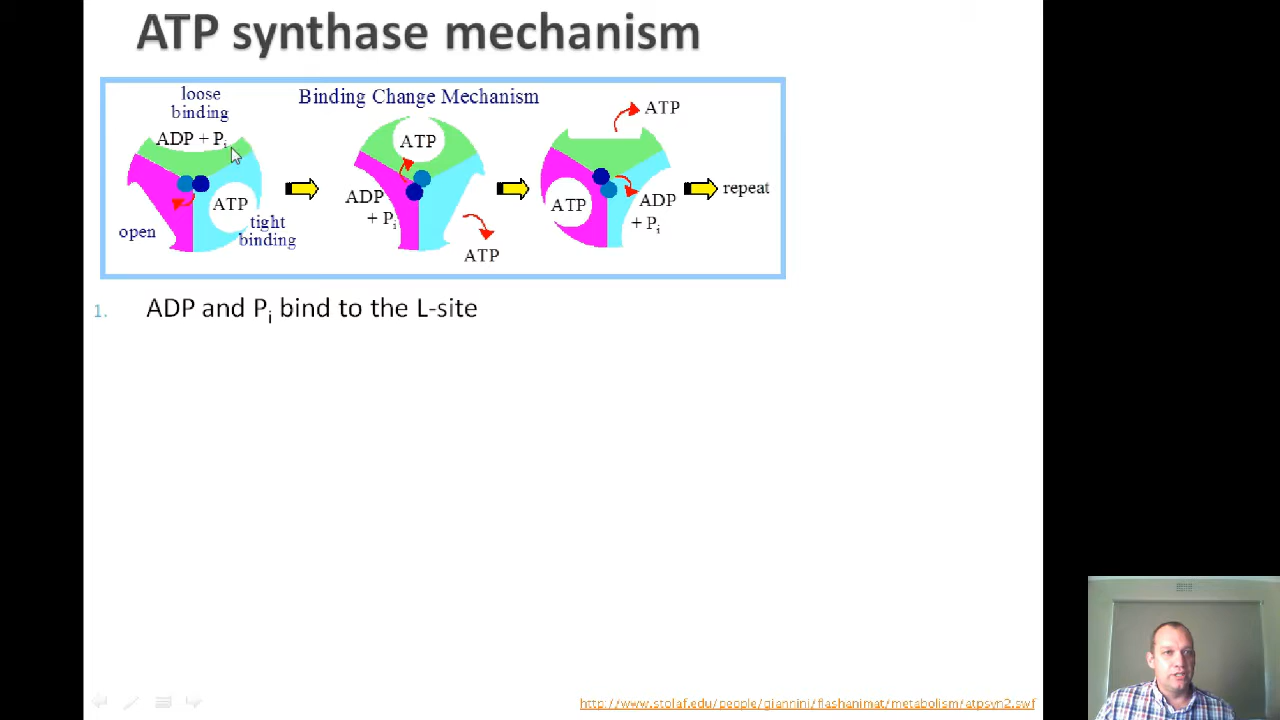 ATP synthase mechanism
loose
binding
Binding Change Mechanism
ADP + Pi
open
ATP
tight
binding
ATP
ADP
+ Pi
ATP
ATP
ATP
ADP
+ Pi
repeat
1. ADP and Pi bind to the L-site
http://www.stolaf.edu/people/giannini/flashanimat/metabolism/atpsyn2.swf